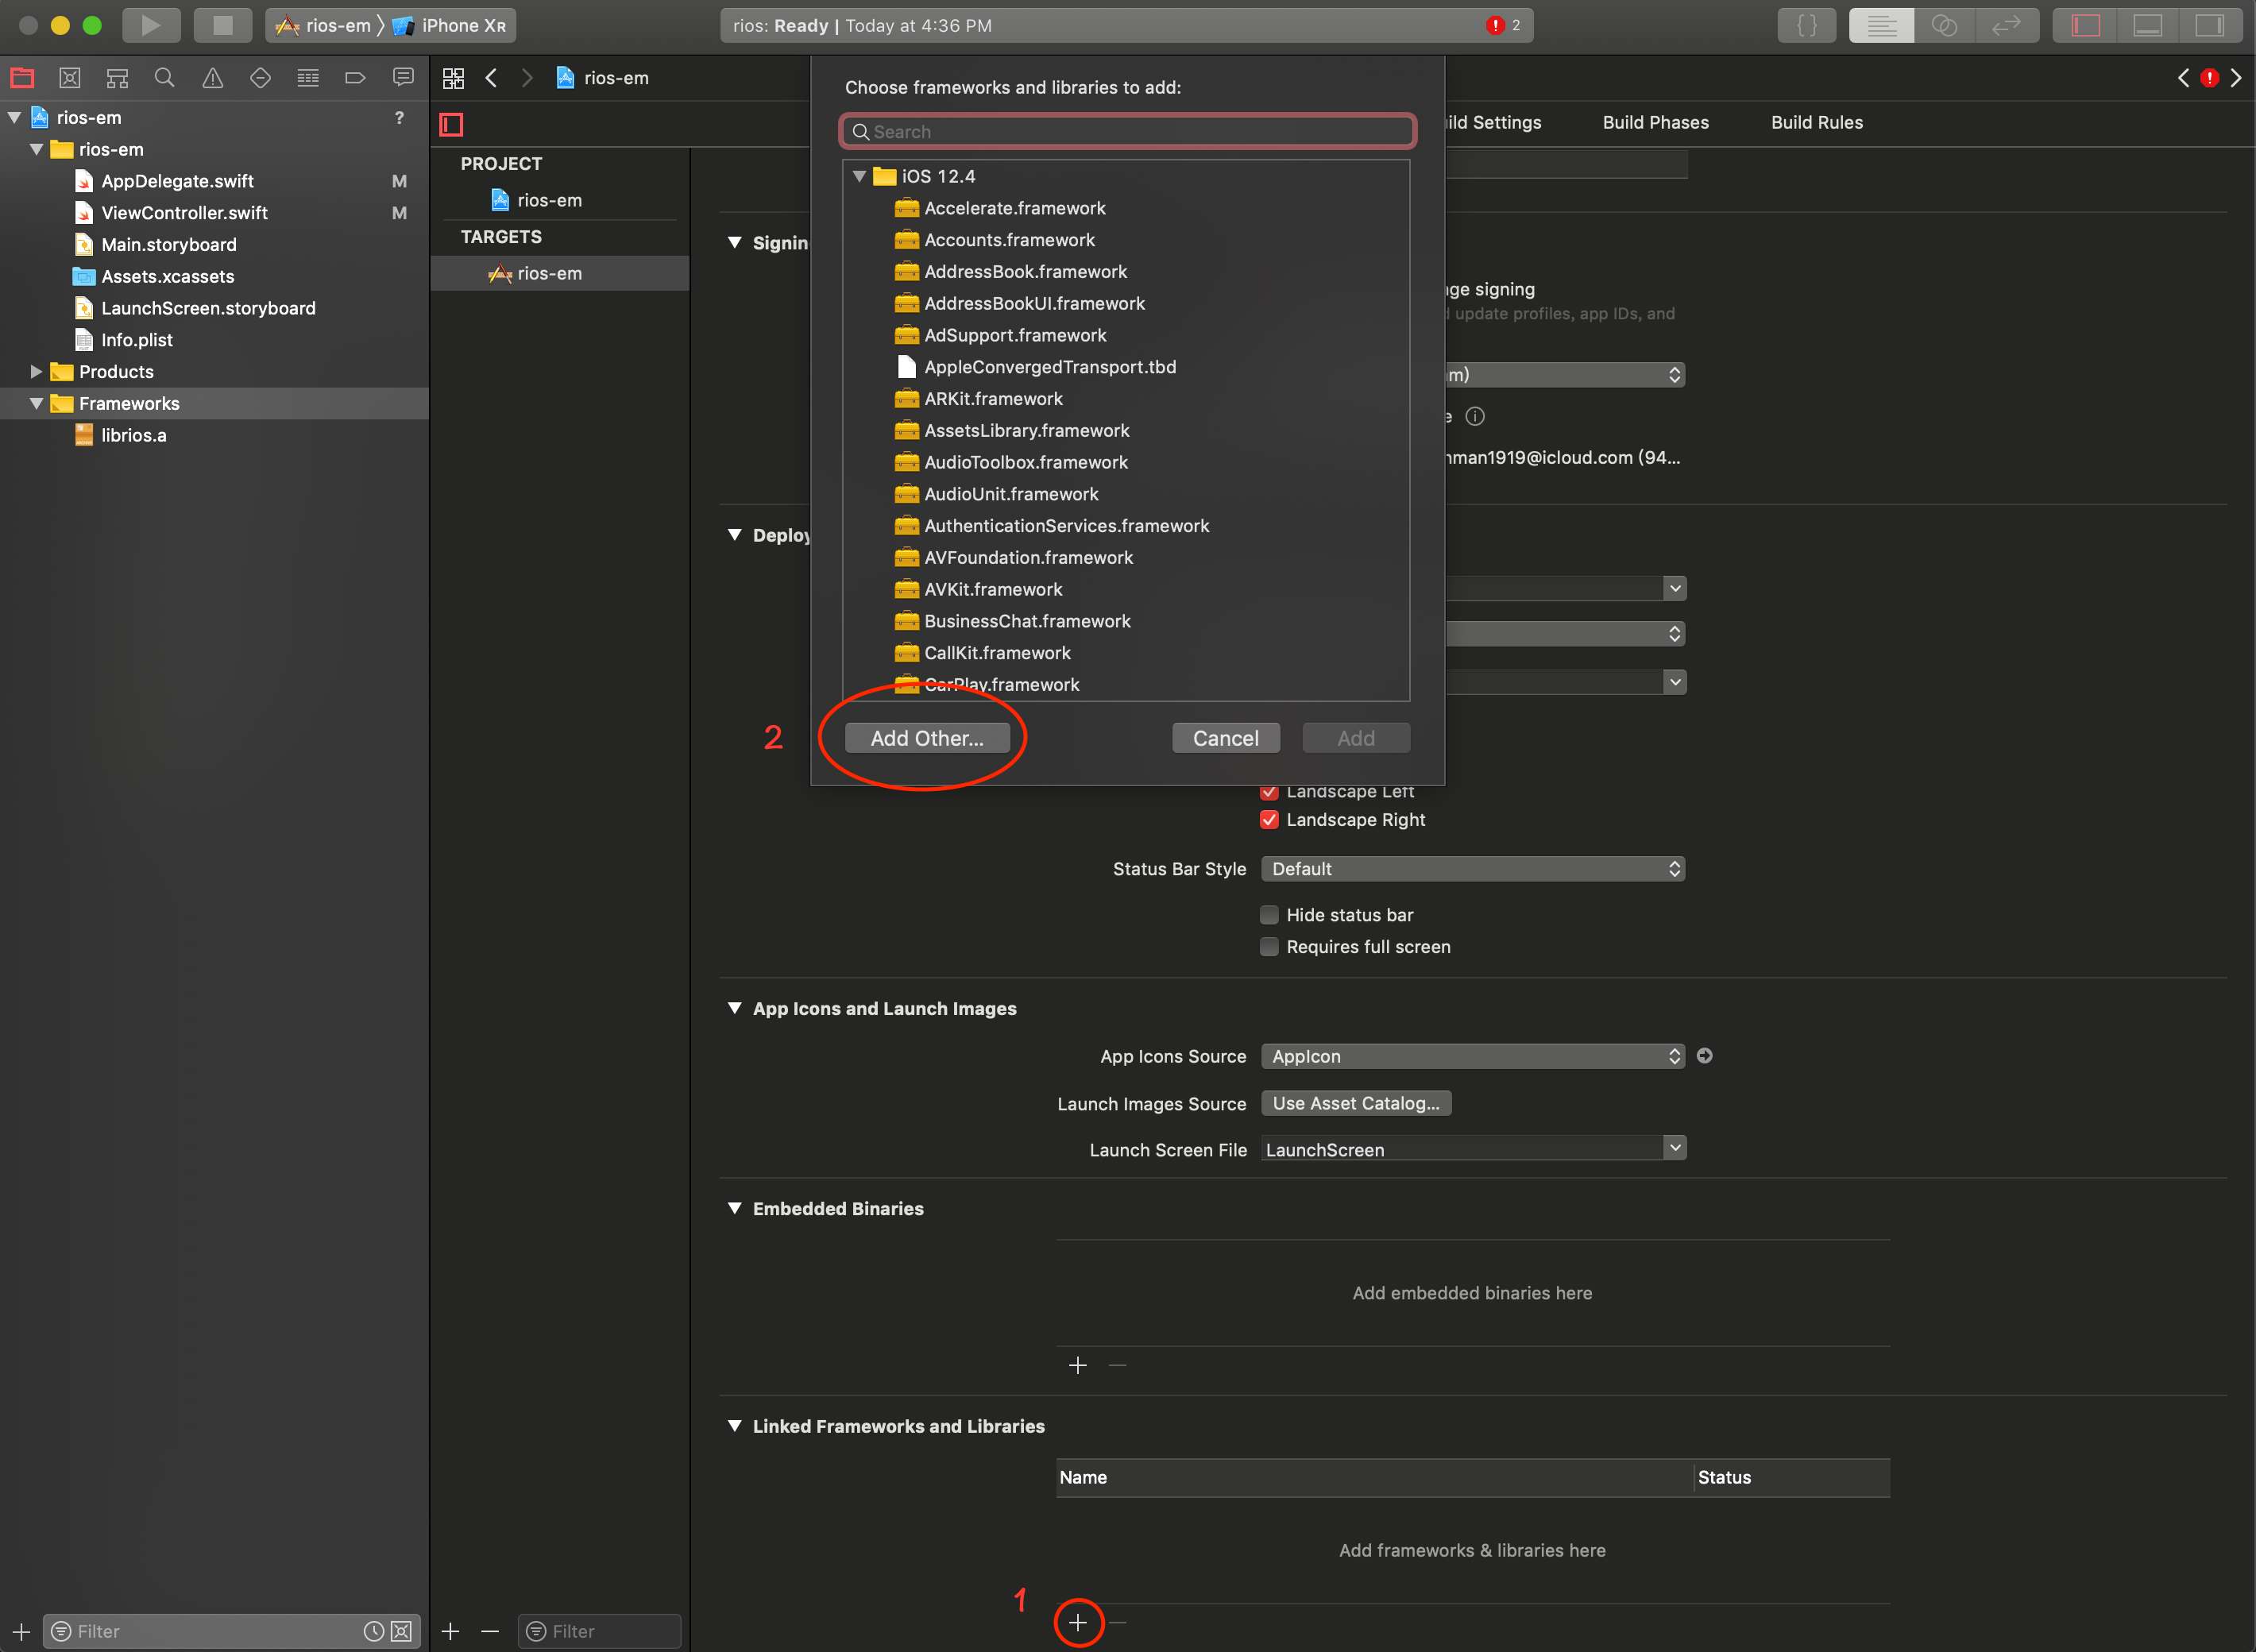 rios-em
iPhone XR
rios: Ready | Today at 4:36 PM
2
rios-em
Choose frameworks and libraries to add:
Search
Build Phases
Build Rules
ild Settings
rios-em
?
rios-em
AppDelegate.swift M
ViewController.swift M
Main.storyboard
Assets.xcassets
LaunchScreen.storyboard
Info.plist
Products
Frameworks
librios.a
PROJECT
rios-em
TARGETS
rios-em
iOS 12.4
Accelerate.framework
Accounts.framework
AddressBook.framework
AddressBookUI.framework
AdSupport.framework
AppleConvergedTransport.tbd
ARKit.framework
AssetsLibrary.framework
AudioToolbox.framework
AudioUnit.framework
AuthenticationServices.framework
AVFoundation.framework
AVKit.framework
BusinessChat.framework
CallKit.framework
CarPlay.framework
2
Add Other...
Cancel
Add
Signin
ge signing
d update profiles, app IDs, and
m)
e
nman1919@icloud.com (94...
Deploy
Landscape Left
Landscape Right
Status Bar Style Default
Hide status bar
Requires full screen
App Icons and Launch Images
App Icons Source AppIcon
Launch Images Source Use Asset Catalog...
Launch Screen File LaunchScreen
Embedded Binaries
Add embedded binaries here
Linked Frameworks and Libraries
Name Status
Add frameworks & libraries here
1
Filter
Filter